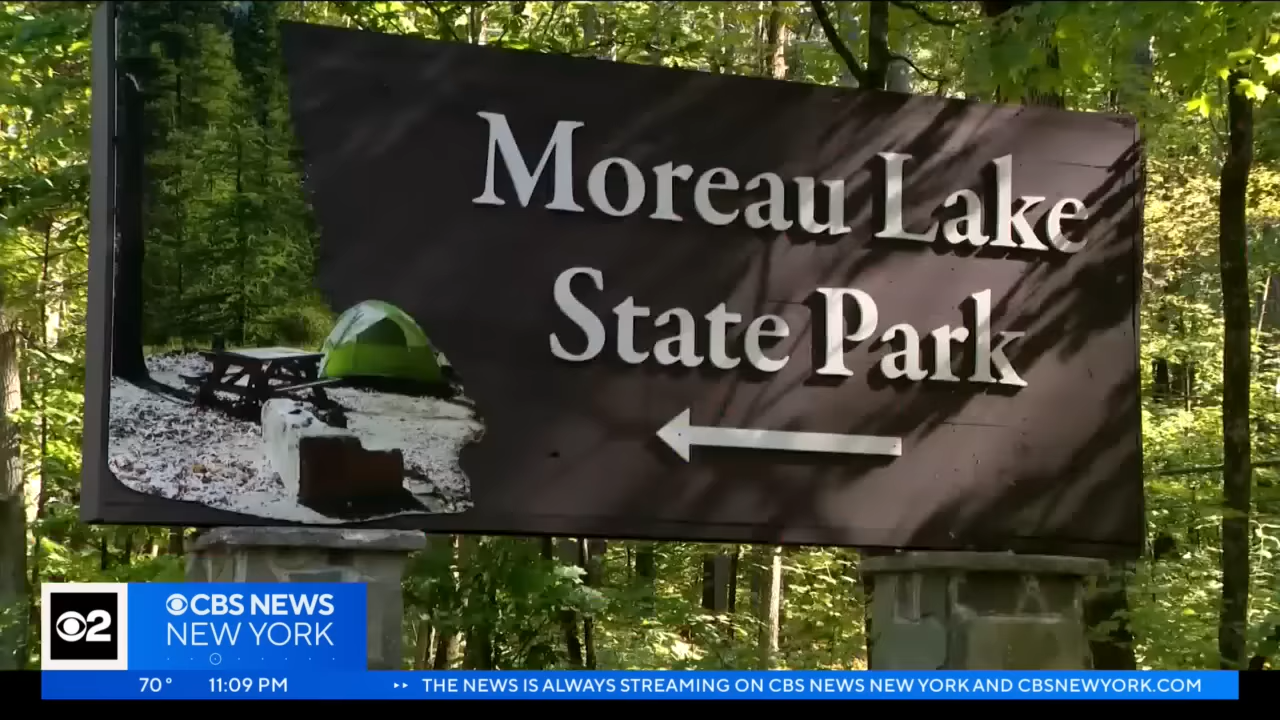 Moreau Lake
State Park
2
CBS NEWS
NEW YORK
70° 11:09 PM THE NEWS IS ALWAYS STREAMING ON CBS NEWS NEW YORK AND CBSNEWYORK.COM